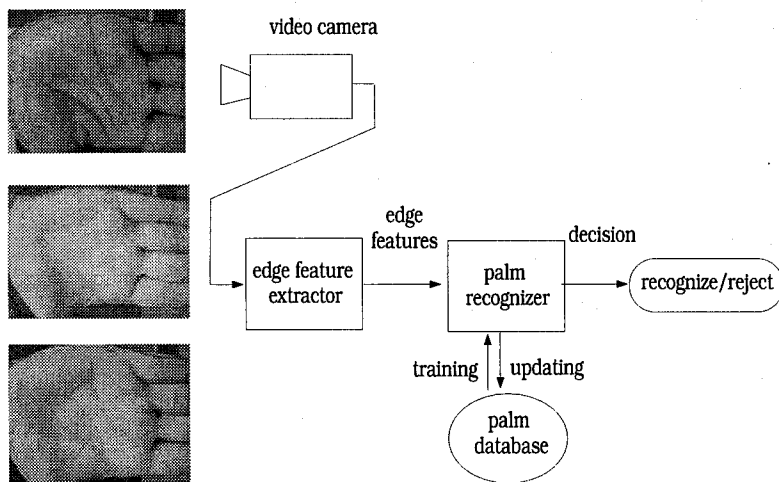 video camera
edge
features
decision
edge feature
extractor
palm
recognizer
recognize/reject
training
updating
palm
database